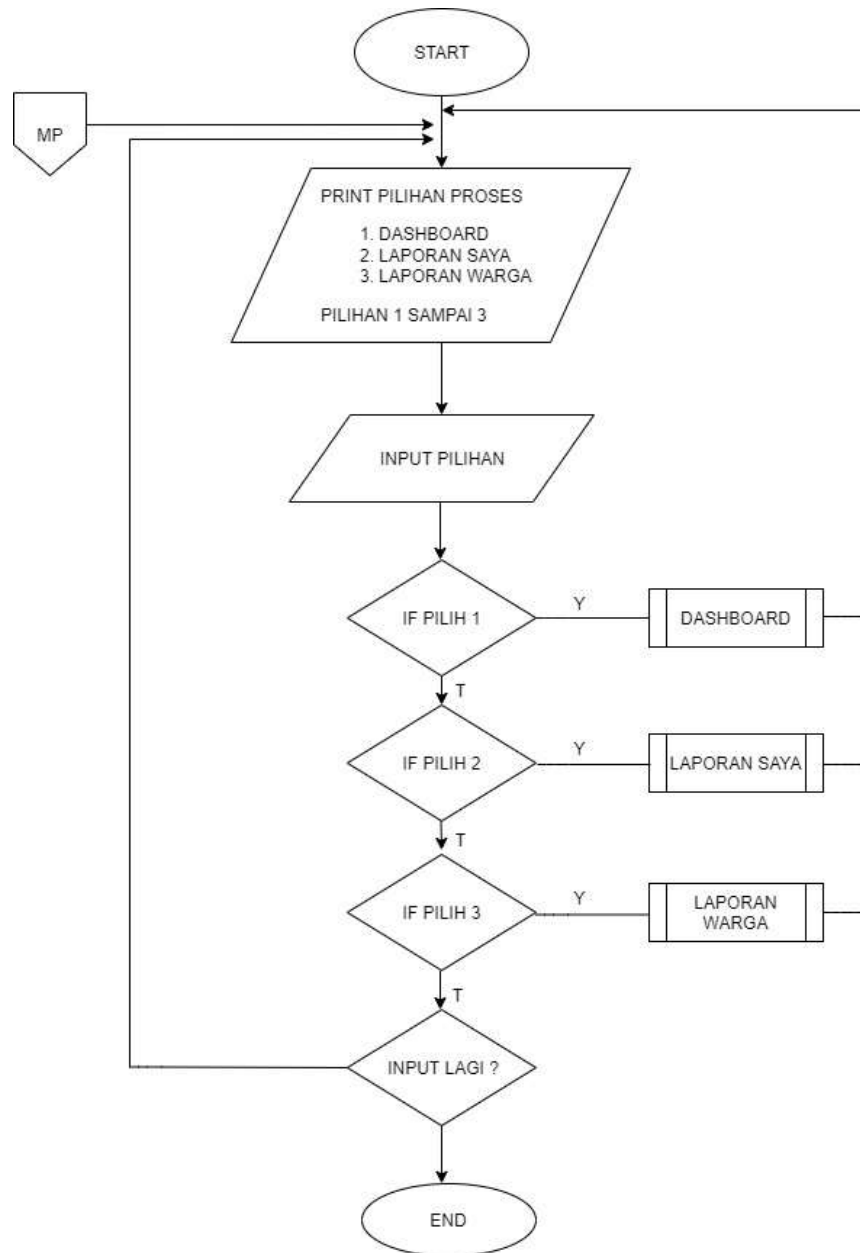 START
MP
PRINT PILIHAN PROSES
1. DASHBOARD
2. LAPORAN SAYA
3. LAPORAN WARGA
PILIHAN 1 SAMPAI 3
INPUT PILIHAN
IF PILIH 1
Y
DASHBOARD
T
IF PILIH 2
Y
LAPORAN SAYA
T
IF PILIH 3
Y
LAPORAN
WARGA
T
INPUT LAGI ?
END